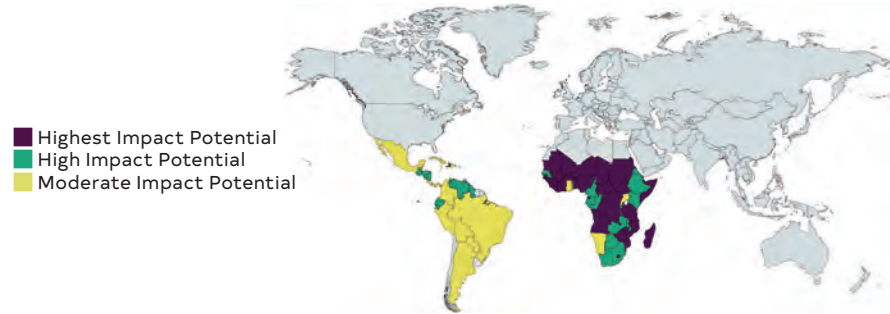 Highest Impact Potential
High Impact Potential
Moderate Impact Potential